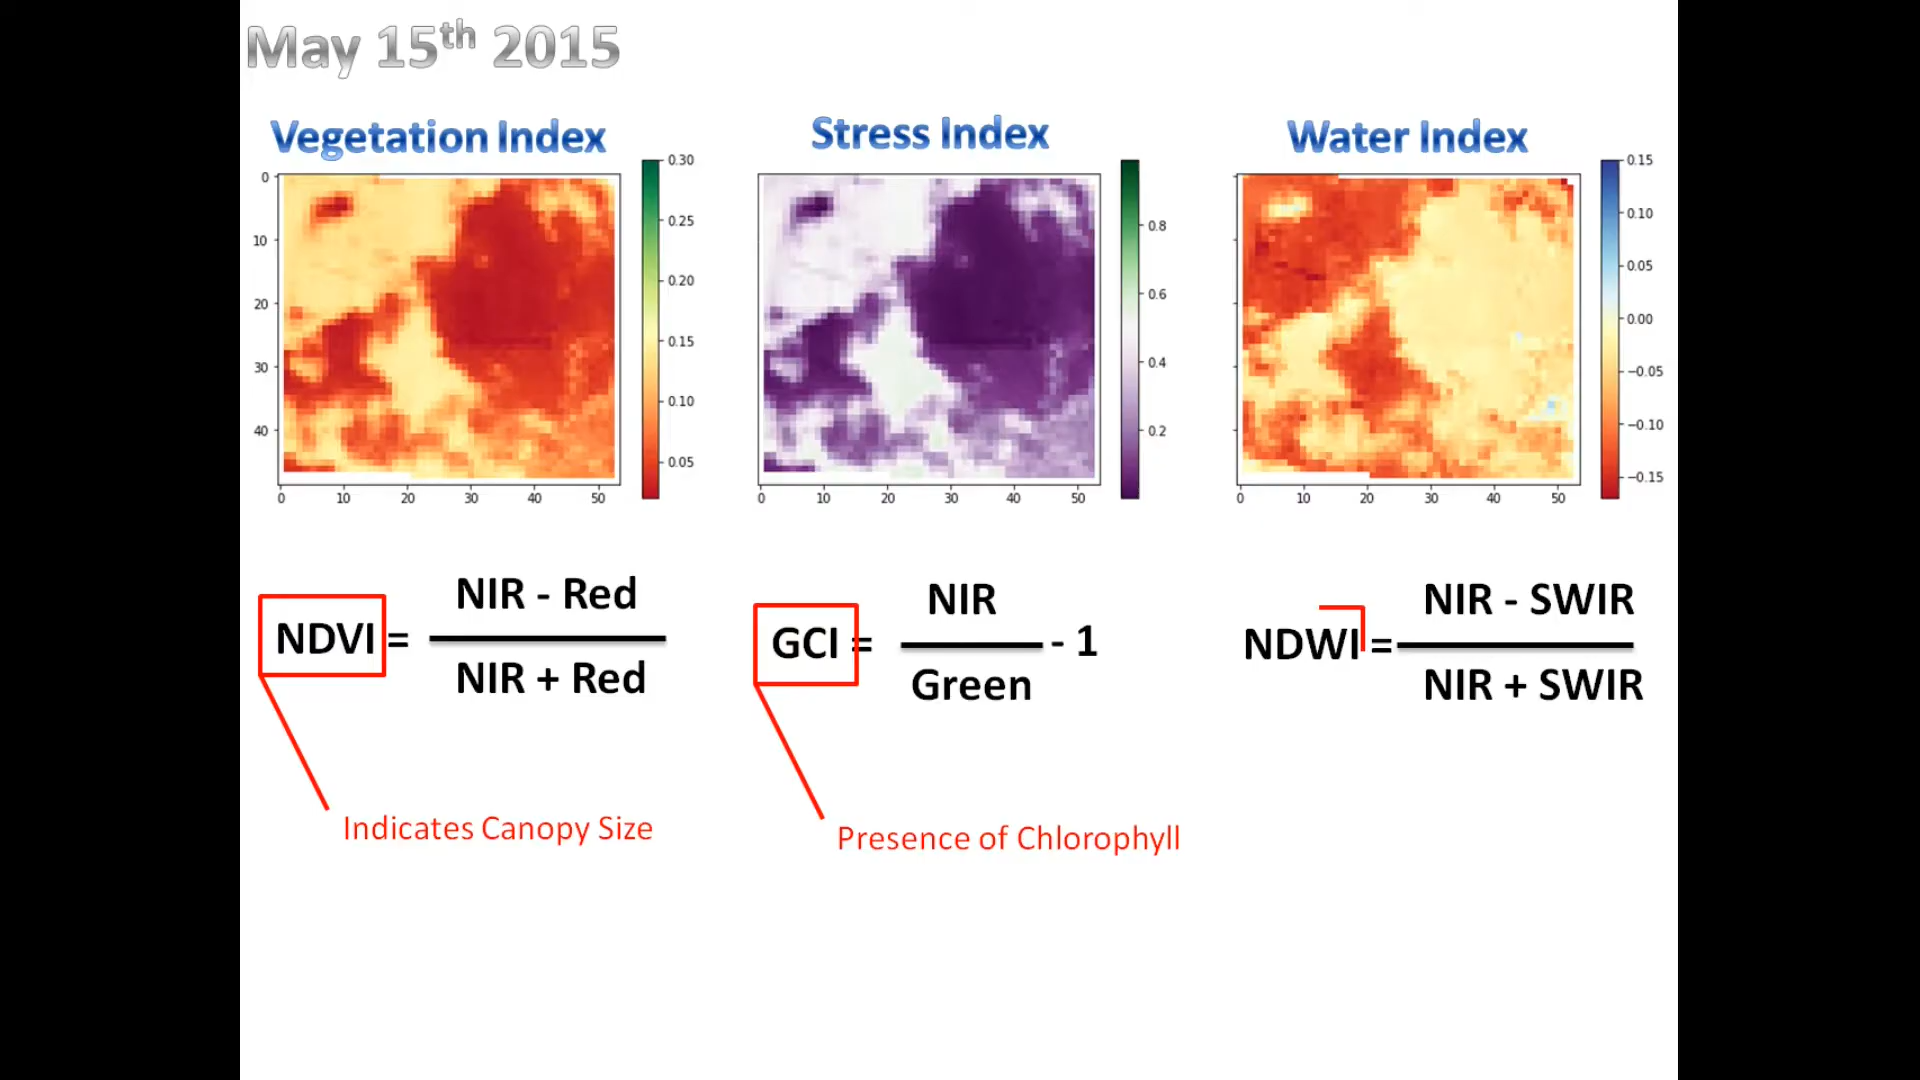 May 15th 2015
Vegetation Index
Stress Index
Water Index
0.30
0.25
0.20
0.15
0.10
0.05
0
10
20
30
40
0 10 20 30 40 50
0.8
0.6
0.4
0.2
0 10 20 30 40 50
0.15
0.10
0.05
0.00
−0.05
−0.10
−0.15
0 10 20 30 40 50
NDVI = NIR - Red
NIR + Red
GCI = NIR - 1
Green
NDWI = NIR - SWIR
NIR + SWIR
Indicates Canopy Size
Presence of Chlorophyll